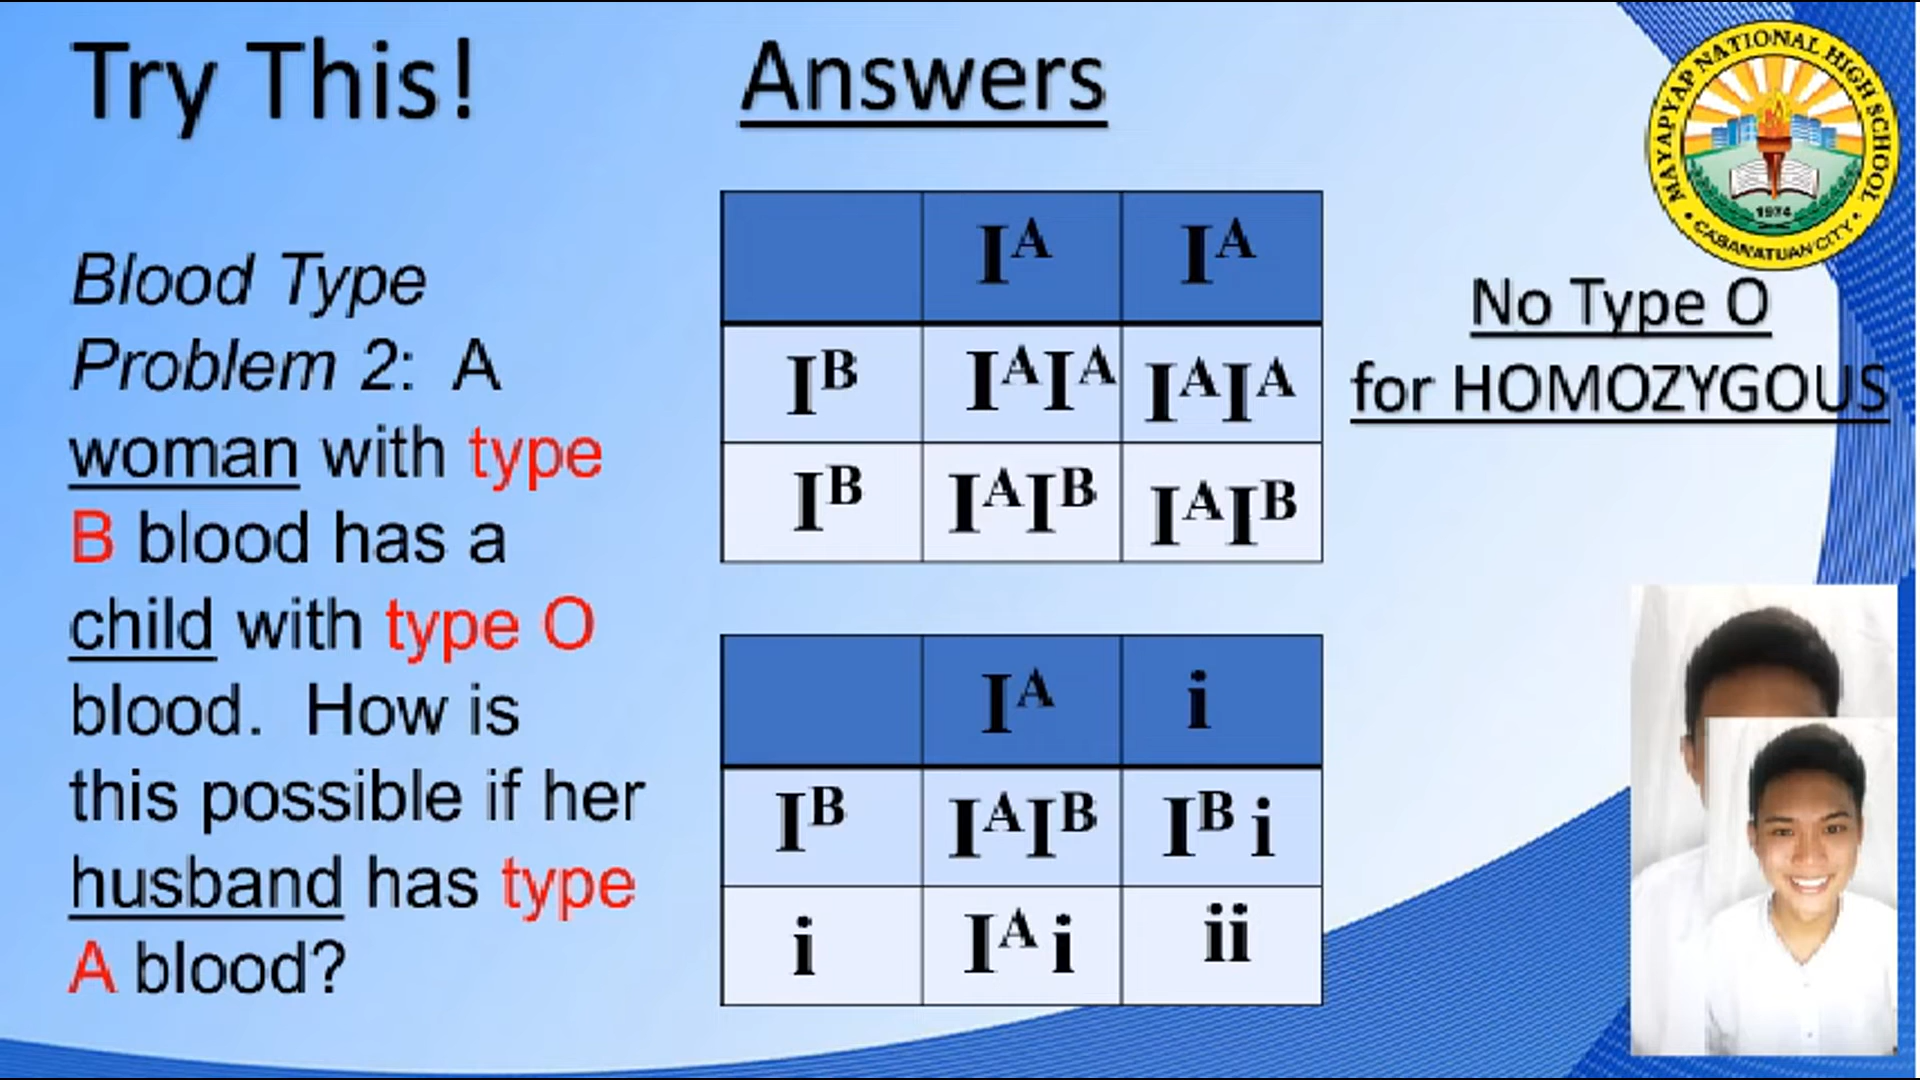 Try This!
Answers
Blood Type
Problem 2:  A
woman with type
B blood has a
child with type O
blood.  How is
this possible if her
husband has type
A blood?
Iᴬ Iᴬ
Iᴮ IᴬIᴬ IᴬIᴬ
Iᴮ IᴬIᴮ IᴬIᴮ
Iᴬ i
Iᴮ IᴬIᴮ Iᴮ i
i Iᴬ i ii
No Type O
for HOMOZYGOUS
MAYAPYAP NATIONAL HIGH SCHOOL
1974
CABANATUAN CITY